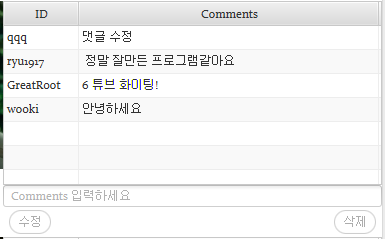 ID Comments
qqq 댓글 수정
ryu1917 정말 잘만든 프로그램같아요
GreatRoot 6 튜브 화이팅!
wooki 안녕하세요
Comments 입력하세요
수정 삭제